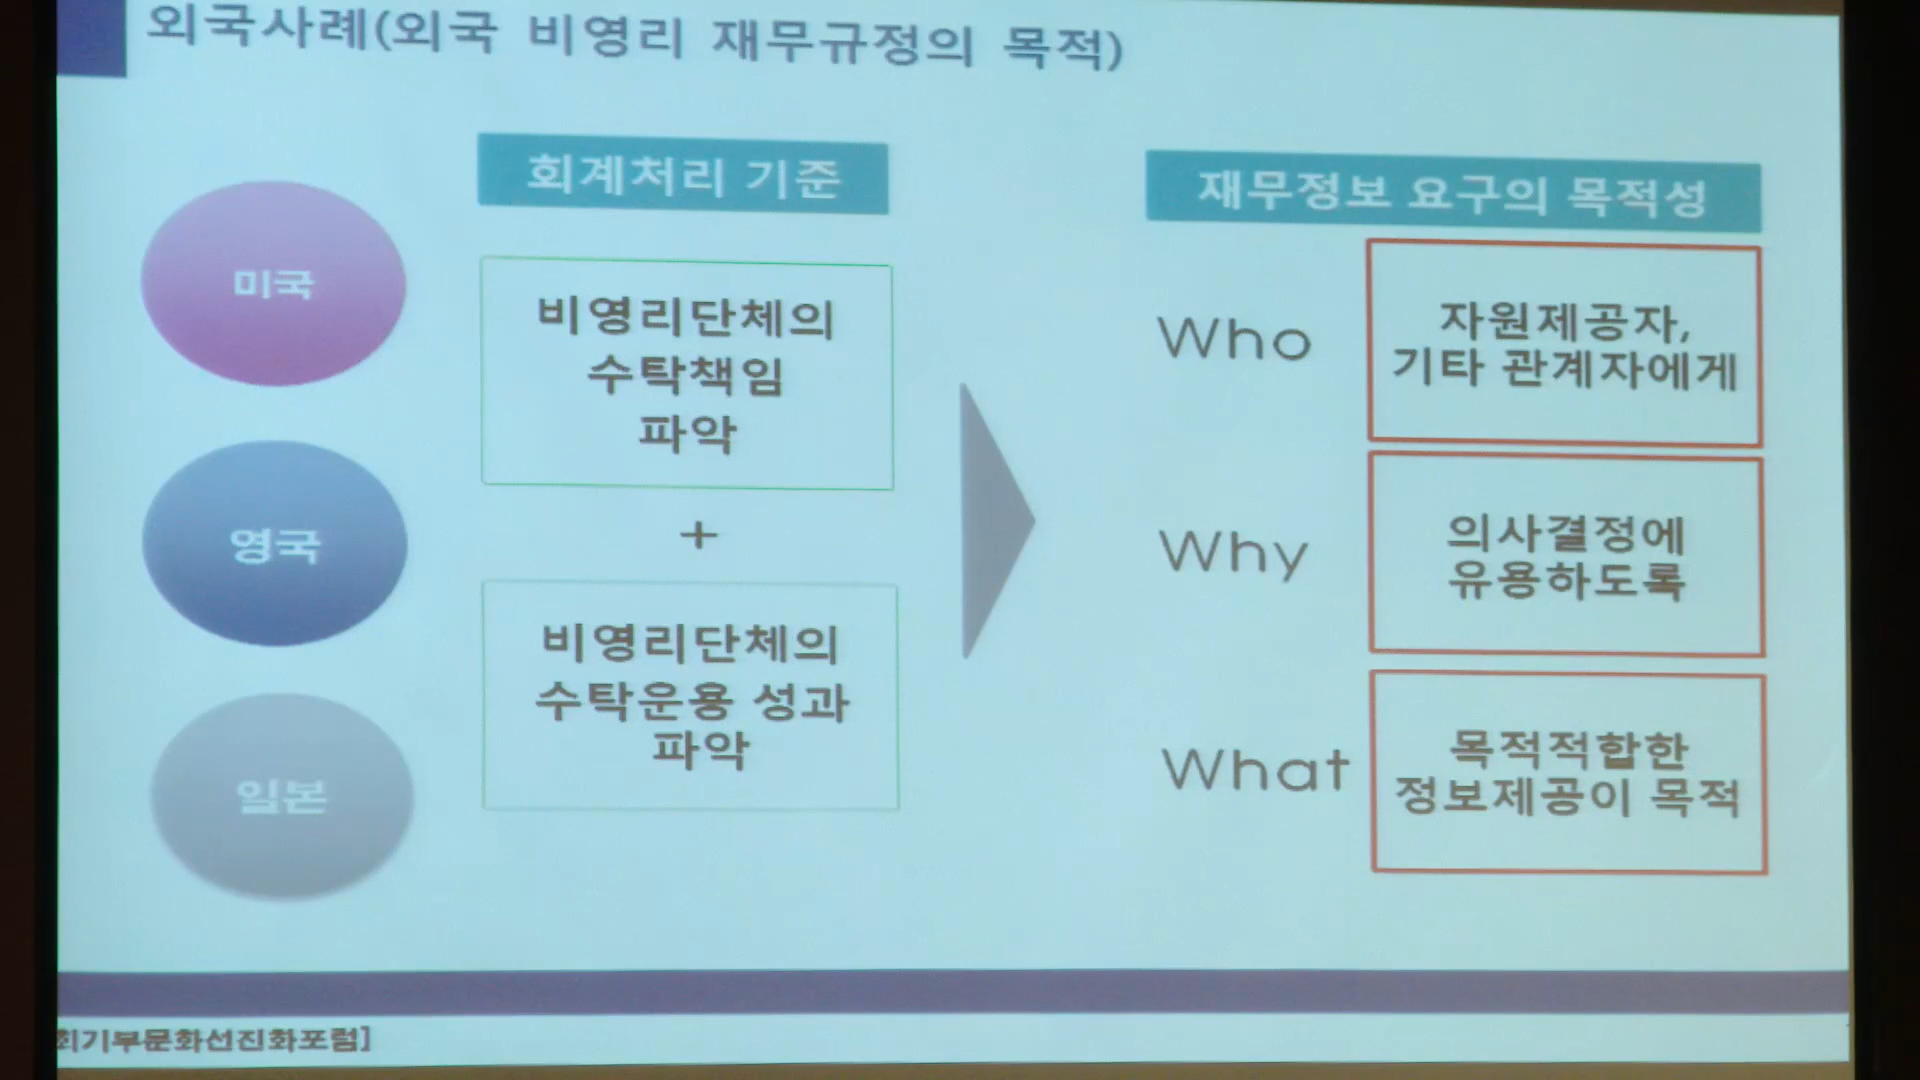 외국사례(외국 비영리 재무규정의 목적)
미국
영국
일본
회계처리 기준
비영리단체의
수탁책임
파악
+
비영리단체의
수탁운용 성과
파악
재무정보 요구의 목적성
Who
자원제공자,
기타 관계자에게
Why
의사결정에
유용하도록
What
목적적합한
정보제공이 목적
회기부문화선진화포럼]